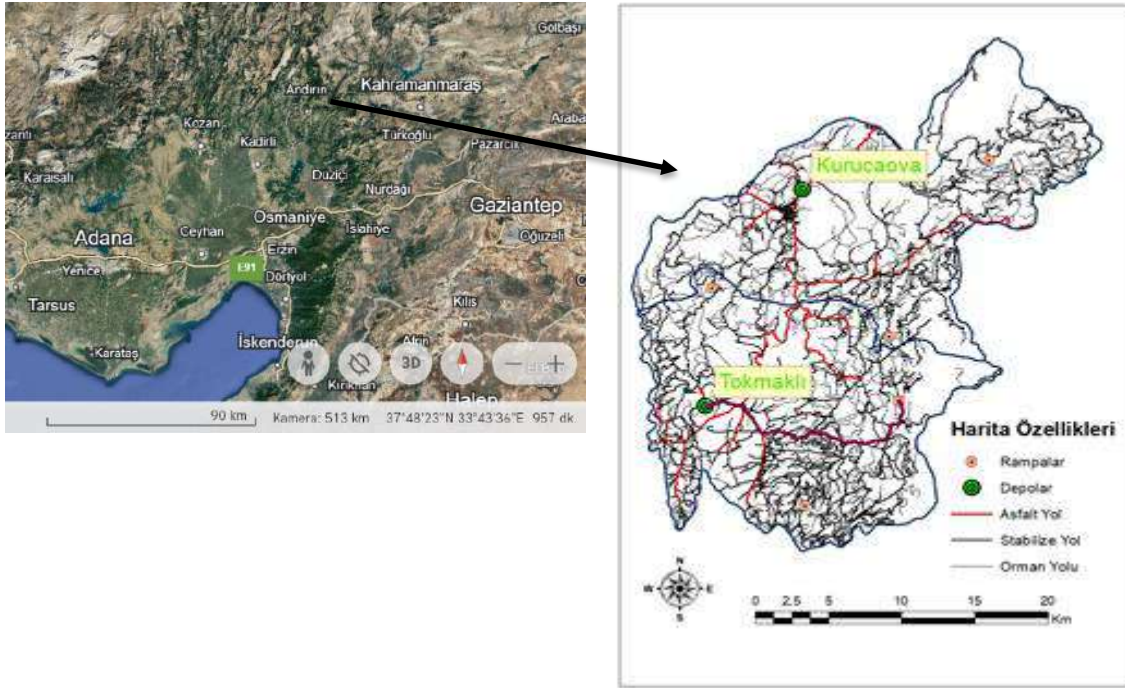 Gölbaşı
Andırın
Kahramanmaraş
Kozan
Türkoğlu
Kadirli
Pazarcık
Karaisalı
Düziçi
Nurdağı
Gaziantep
Osmaniye
Ceyhan
İslahiye
Oğuzeli
Adana
Erzin
Yenice
E91
Dörtyol
Tarsus
Kilis
Karataş
İskenderun
Afrin
3D
Kırıkhan
Halep
90 km
Kamera: 513 km 37°48'23"N 33°43'36"E 957 dk.
Kurucaova
Tokmaklı
Harita Özellikleri
Rampalar
Depolar
Asfalt Yol
Stabilize Yol
Orman Yolu
N
W E
S
0 2.5 5 10 15 20
Km